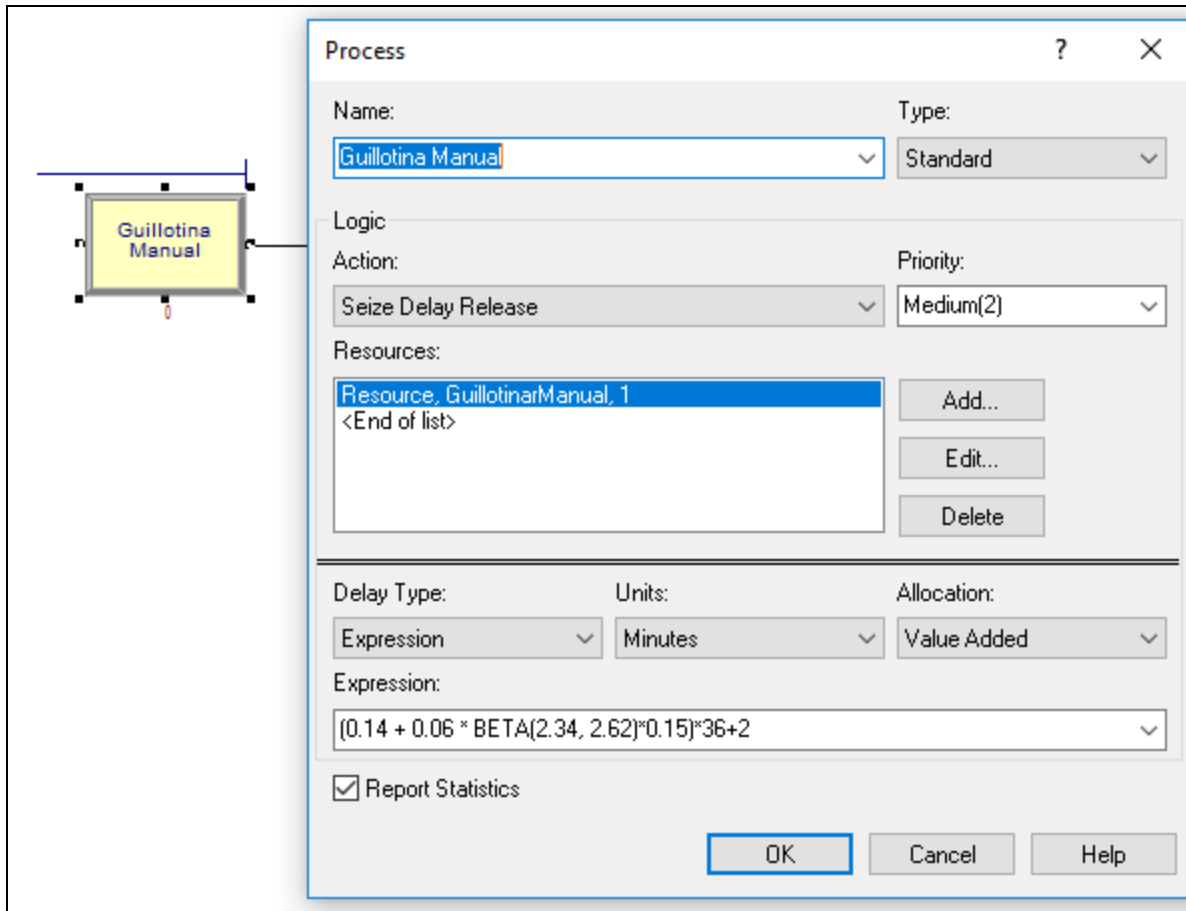 Process
?
Name:
Type:
Guillotina Manual
Standard
Guillotina
Manual
0
Logic
Action:
Priority:
Seize Delay Release
Medium(2)
Resources:
Resource, GuillotinarManual, 1
<End of list>
Add...
Edit...
Delete
Delay Type:
Units:
Allocation:
Expression
Minutes
Value Added
Expression:
(0.14 + 0.06 * BETA(2.34, 2.62)*0.15)*36+2
Report Statistics
OK
Cancel
Help